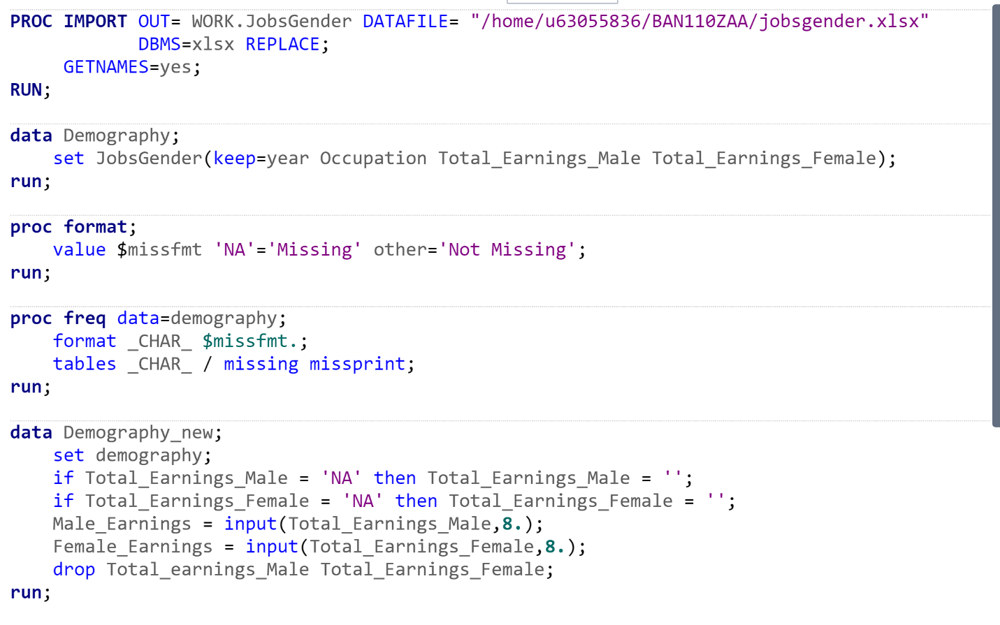 PROC IMPORT OUT= WORK.JobsGender DATAFILE= "/home/u63055836/BAN110ZAA/jobsgender.xlsx"
            DBMS=xlsx REPLACE;
     GETNAMES=yes;
RUN;

data Demography;
    set JobsGender(keep=year Occupation Total_Earnings_Male Total_Earnings_Female);
run;

proc format;
    value $missfmt 'NA'='Missing' other='Not Missing';
run;

proc freq data=demography;
    format _CHAR_ $missfmt.;
    tables _CHAR_ / missing missprint;
run;

data Demography_new;
    set demography;
    if Total_Earnings_Male = 'NA' then Total_Earnings_Male = '';
    if Total_Earnings_Female = 'NA' then Total_Earnings_Female = '';
    Male_Earnings = input(Total_Earnings_Male,8.);
    Female_Earnings = input(Total_Earnings_Female,8.);
    drop Total_earnings_Male Total_Earnings_Female;
run;